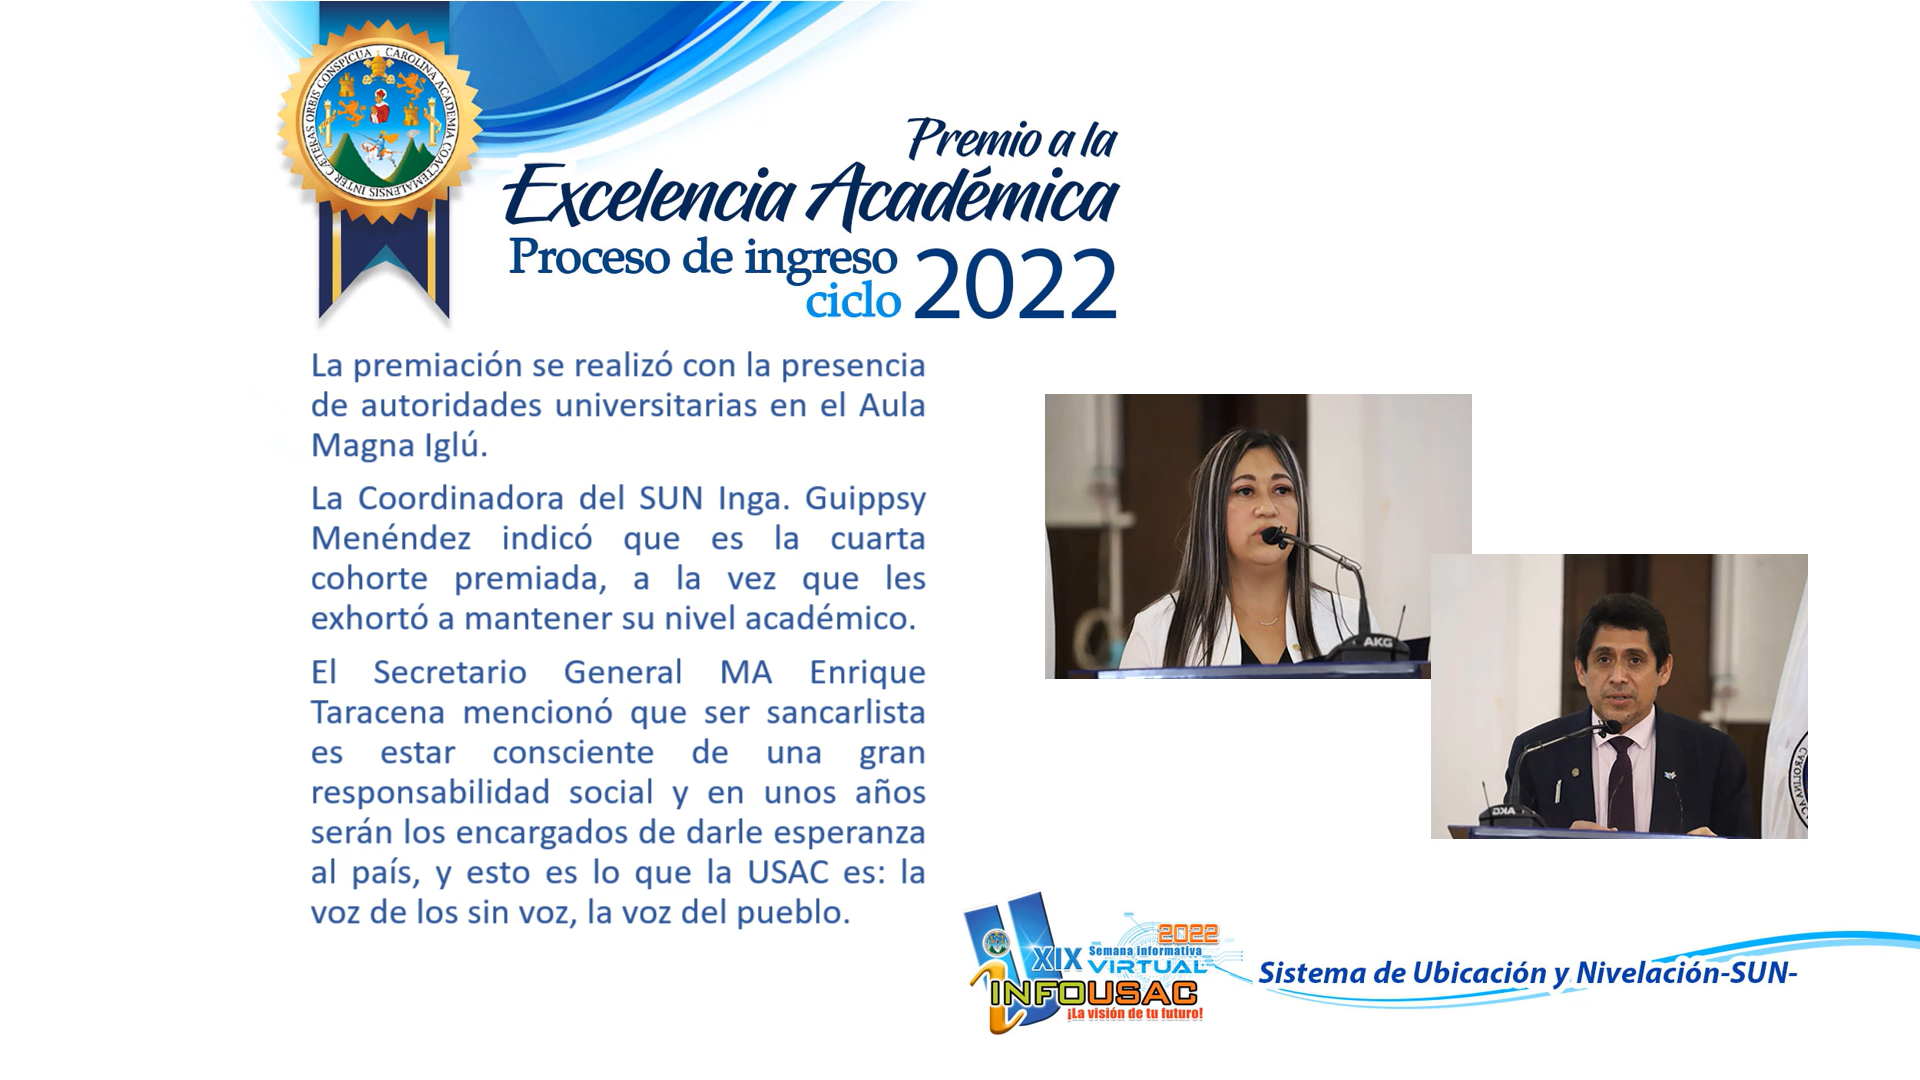 CAETERAS ORBIS CONSPICUA CAROLINA ACADEMIA COACTEMALENSIS INTER
Premio a la
Excelencia Académica
Proceso de ingreso
ciclo 2022
La premiación se realizó con la presencia
de autoridades universitarias en el Aula
Magna Iglú.
La Coordinadora del SUN Inga. Guippsy
Menéndez indicó que es la cuarta
cohorte premiada, a la vez que les
exhortó a mantener su nivel académico.
El Secretario General MA Enrique
Taracena mencionó que ser sancarlista
es estar consciente de una gran
responsabilidad social y en unos años
serán los encargados de darle esperanza
al país, y esto es lo que la USAC es: la
voz de los sin voz, la voz del pueblo.
AKG
AKG
CAROLINA AC
2022
XIX Semana informativa
VIRTUAL
INFOUSAC
¡La visión de tu futuro!
Sistema de Ubicación y Nivelación-SUN-